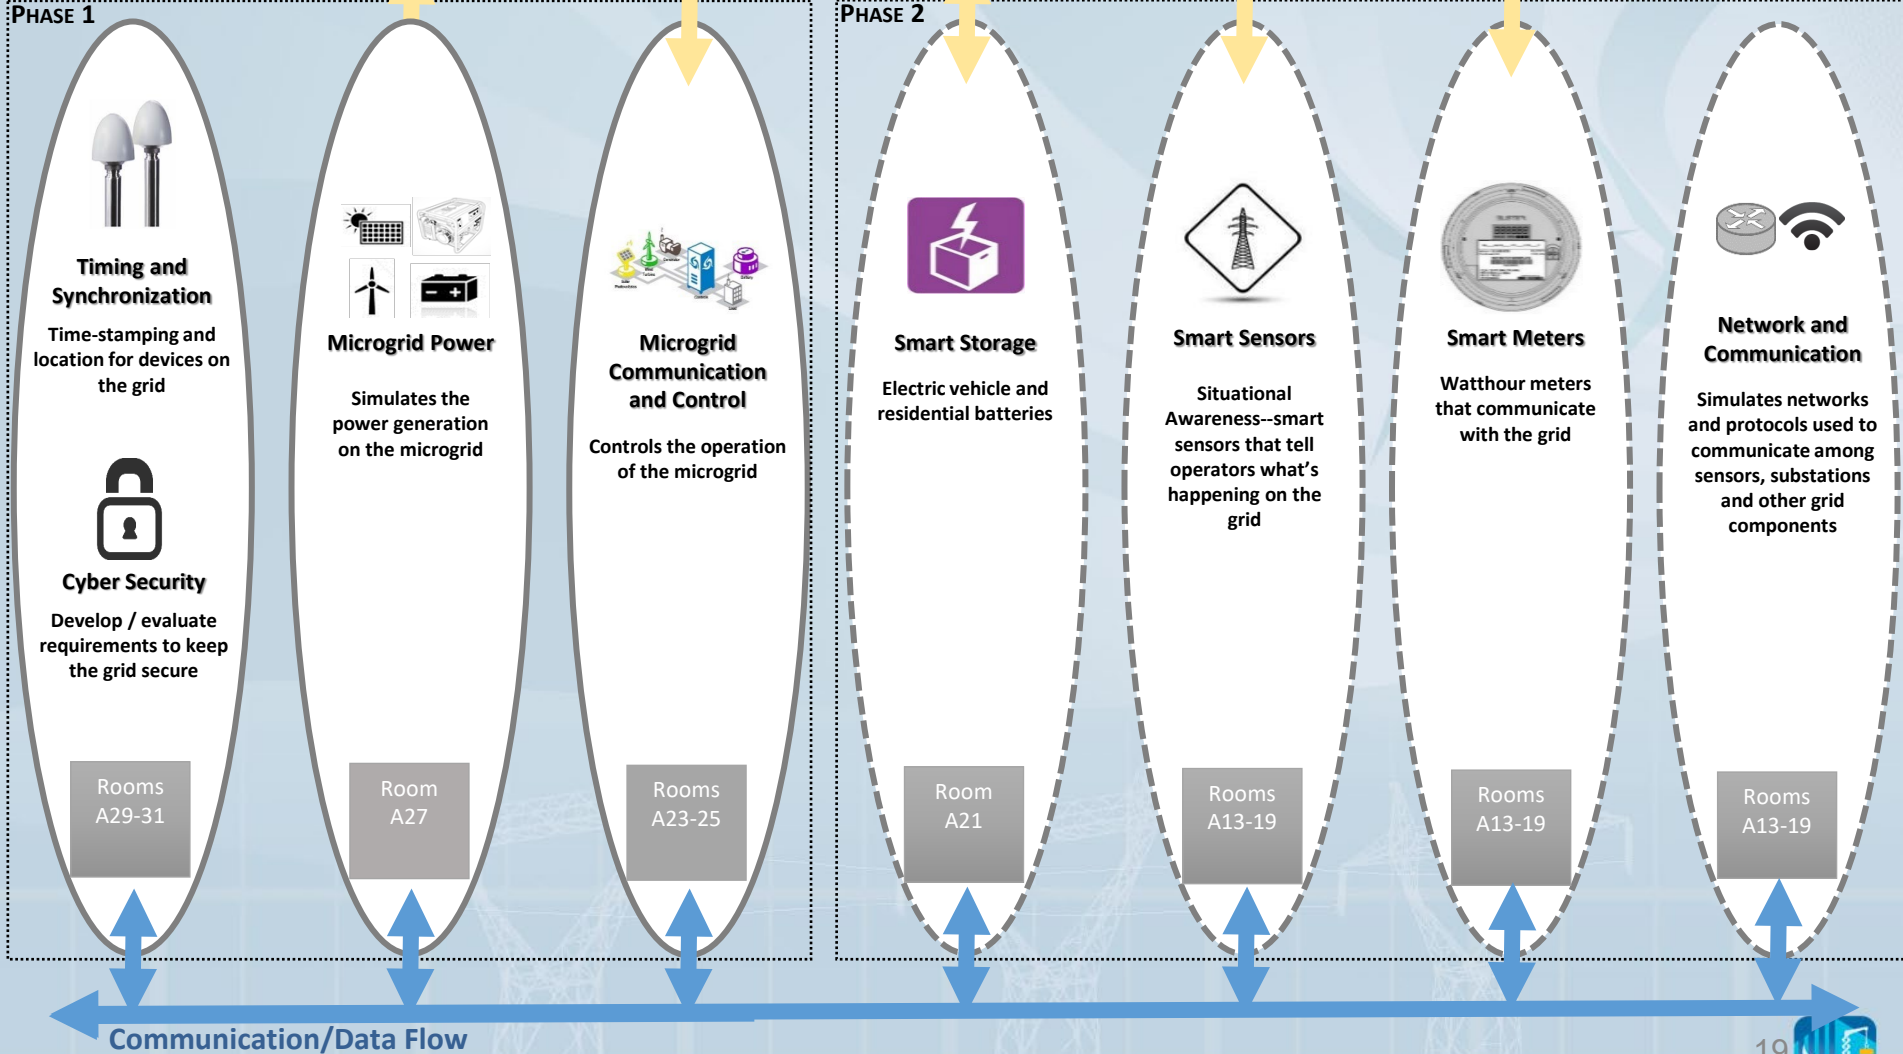 PHASE 1
Timing and
Synchronization
Time-stamping and
location for devices on
the grid
Cyber Security
Develop / evaluate
requirements to keep
the grid secure
Rooms
A29-31
Microgrid Power
Simulates the
power generation
on the microgrid
Room
A27
Microgrid
Communication
and Control
Controls the operation
of the microgrid
Rooms
A23-25
PHASE 2
Smart Storage
Electric vehicle and
residential batteries
Room
A21
Smart Sensors
Situational
Awareness--smart
sensors that tell
operators what's
happening on the
grid
Rooms
A13-19
Smart Meters
Watthour meters
that communicate
with the grid
Rooms
A13-19
Network and
Communication
Simulates networks
and protocols used to
communicate among
sensors, substations
and other grid
components
Rooms
A13-19
Communication/Data Flow
19